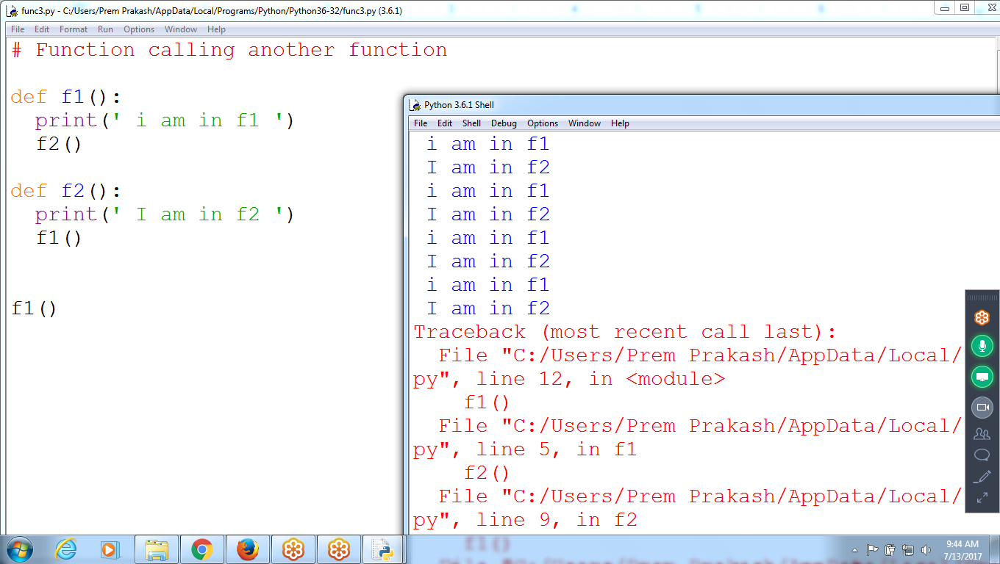 func3.py - C:/Users/Prem Prakash/AppData/Local/Programs/Python/Python36-32/func3.py (3.6.1)
File Edit Format Run Options Window Help
# Function calling another function
def f1():
  print(' i am in f1 ')
  f2()
def f2():
  print(' I am in f2 ')
  f1()
f1()
Python 3.6.1 Shell
File Edit Shell Debug Options Window Help
 i am in f1
 I am in f2
 i am in f1
 I am in f2
 i am in f1
 I am in f2
 i am in f1
 I am in f2
Traceback (most recent call last):
  File "C:/Users/Prem Prakash/AppData/Local/
py", line 12, in <module>
    f1()
  File "C:/Users/Prem Prakash/AppData/Local/
py", line 5, in f1
    f2()
  File "C:/Users/Prem Prakash/AppData/Local/
py", line 9, in f2
    f1()
9:44 AM
7/13/2017